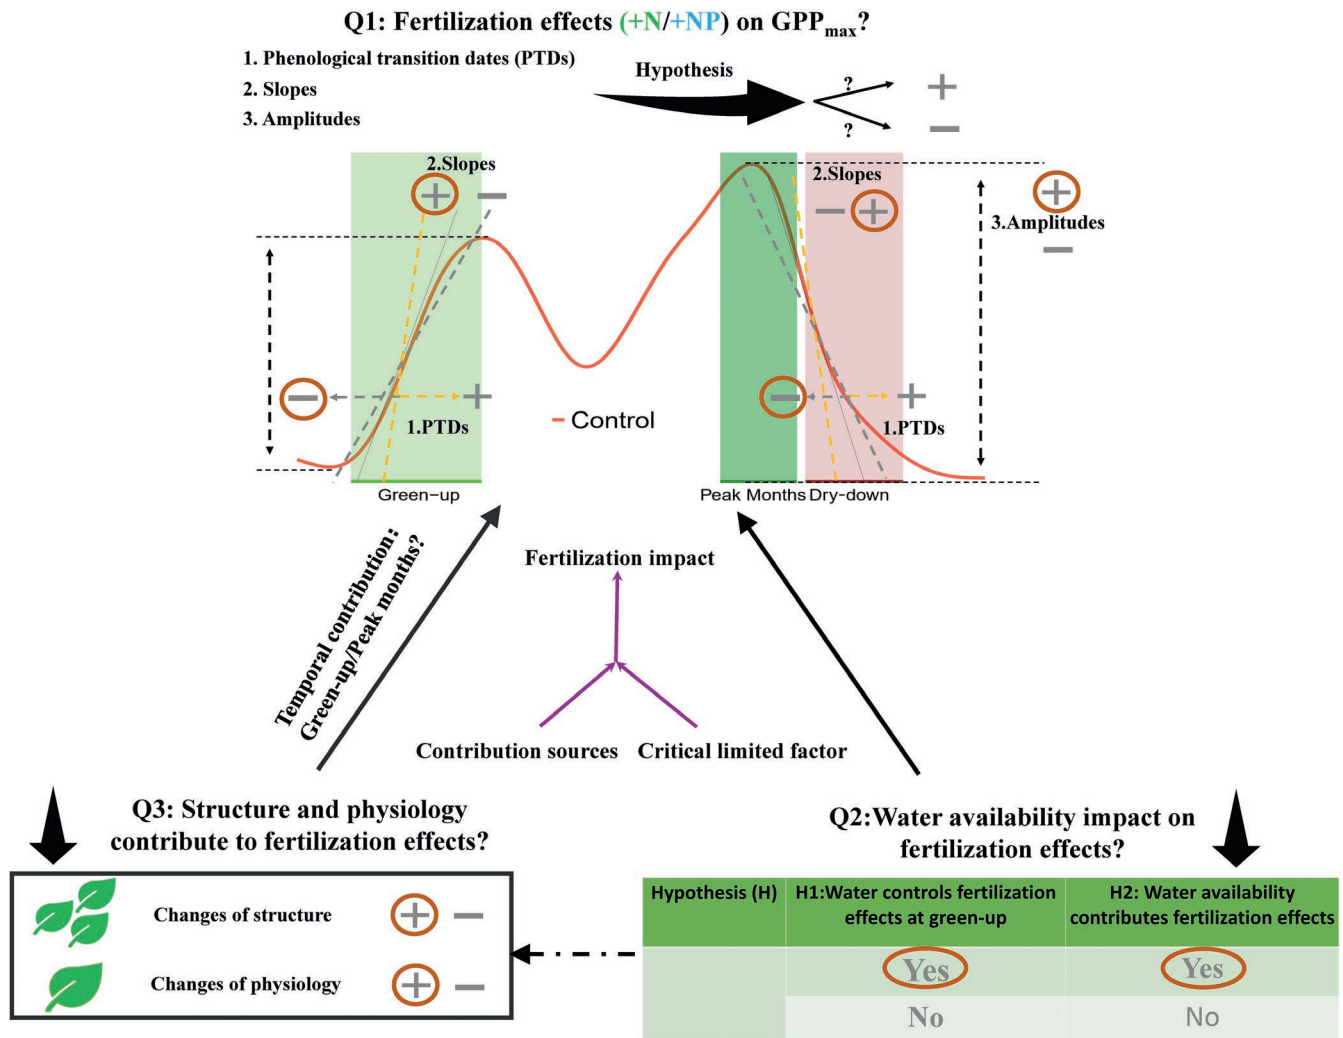 Q1: Fertilization effects (+N/+NP) on GPPmax?
1. Phenological transition dates (PTDs)
2. Slopes
3. Amplitudes
Hypothesis
?
+
?
−
2.Slopes
+ −
2.Slopes
− +
+
3.Amplitudes
−
− +
1.PTDs
− Control
− +
1.PTDs
Green−up
Peak Months
Dry-down
Temporal contribution:
Green-up/Peak months?
Fertilization impact
Contribution sources
Critical limited factor
Q3: Structure and physiology
contribute to fertilization effects?
Changes of structure + −
Changes of physiology + −
Q2:Water availability impact on
fertilization effects?
Hypothesis (H)
H1:Water controls fertilization
effects at green-up
H2: Water availability
contributes fertilization effects
Yes
Yes
No
No